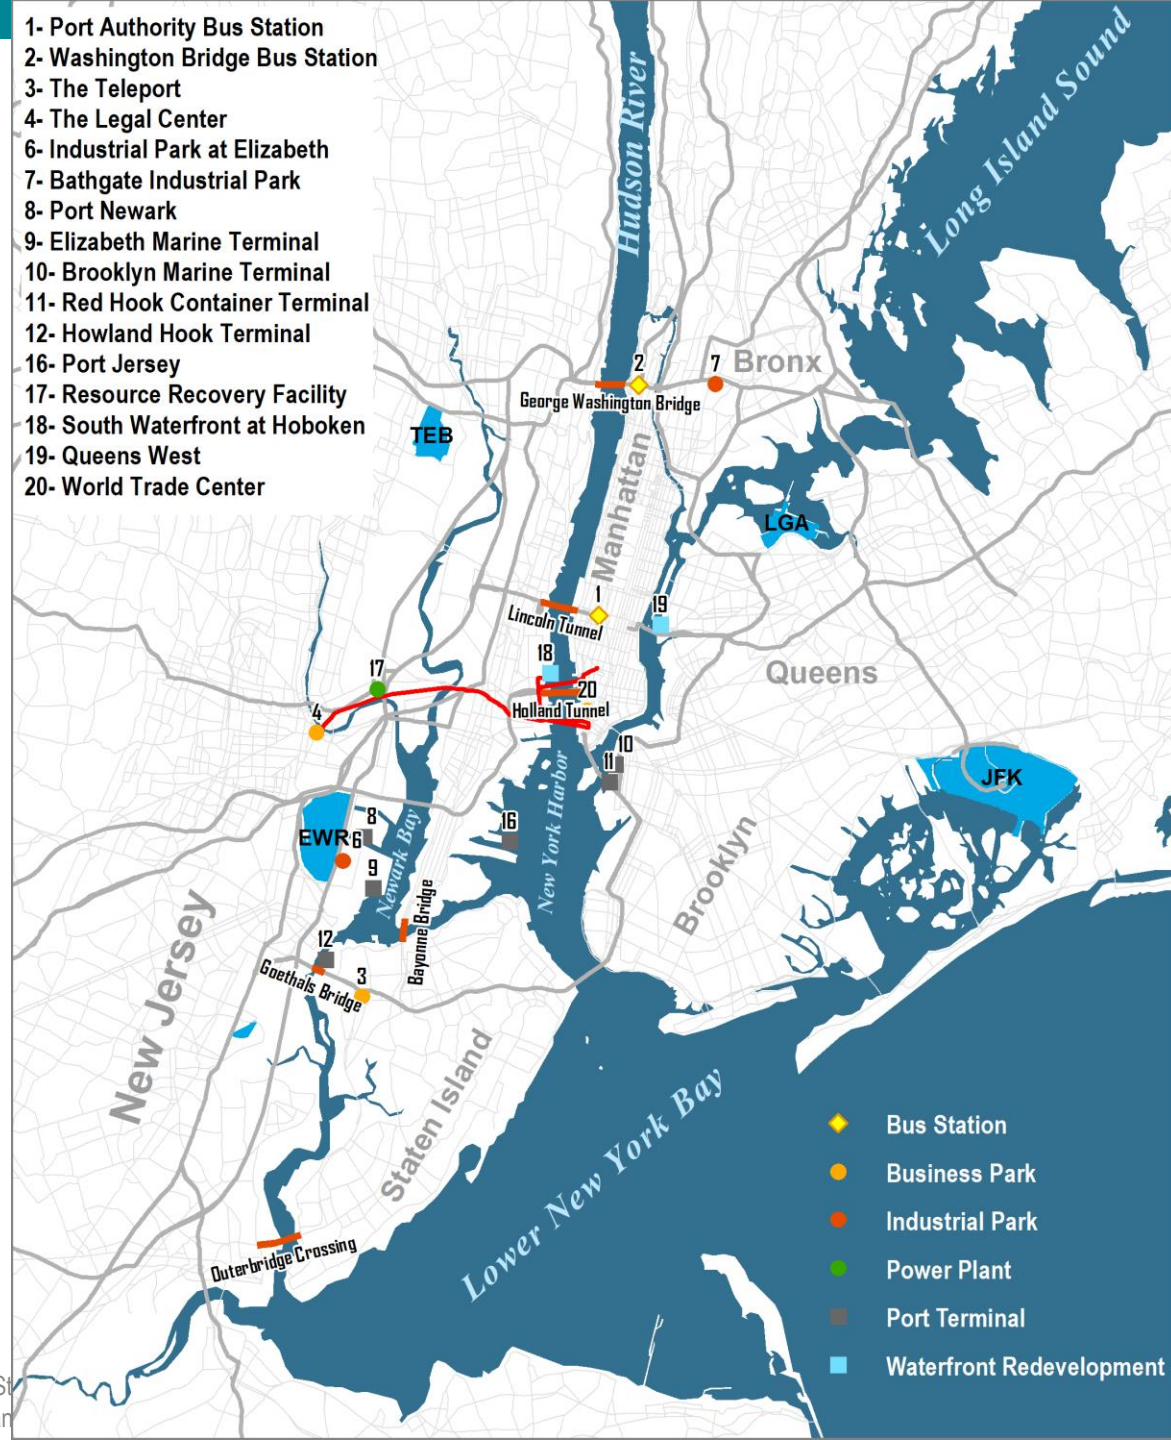 1- Port Authority Bus Station
2- Washington Bridge Bus Station
3- The Teleport
4- The Legal Center
6- Industrial Park at Elizabeth
7- Bathgate Industrial Park
8- Port Newark
9- Elizabeth Marine Terminal
10- Brooklyn Marine Terminal
11- Red Hook Container Terminal
12- Howland Hook Terminal
16- Port Jersey
17- Resource Recovery Facility
18- South Waterfront at Hoboken
19- Queens West
20- World Trade Center
Hudson River
Long Island Sound
2
7
Bronx
George Washington Bridge
TEB
Manhattan
LGA
1
19
Lincoln Tunnel
18
17
Queens
20
4
Holland Tunnel
10
11
JFK
New York Harbor
8
16
EWR
6
Newark Bay
9
Brooklyn
Bayonne Bridge
New Jersey
12
3
Goethals Bridge
Staten Island
Lower New York Bay
Outerbridge Crossing
Bus Station
Business Park
Industrial Park
Power Plant
Port Terminal
Waterfront Redevelopment